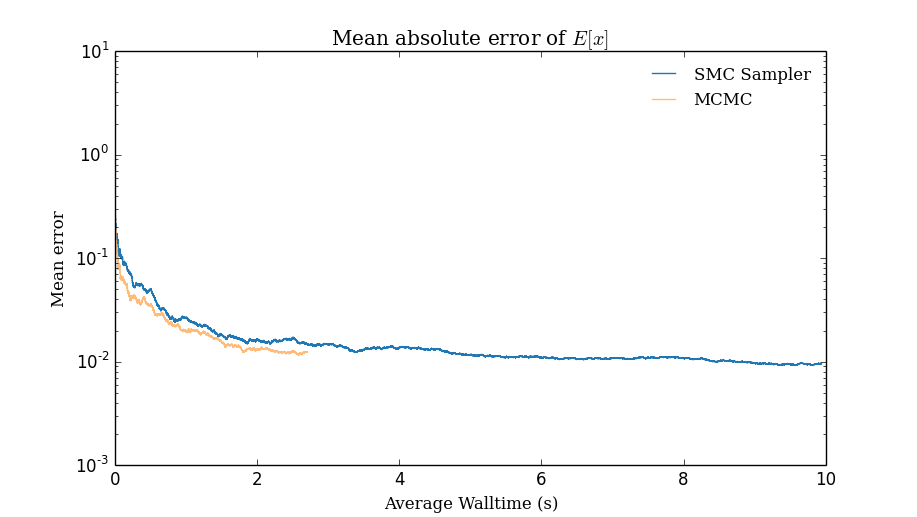 Mean absolute error of E[x]
SMC Sampler
MCMC
Mean error
10^1
10^0
10^-1
10^-2
10^-3
0 2 4 6 8 10
Average Walltime (s)